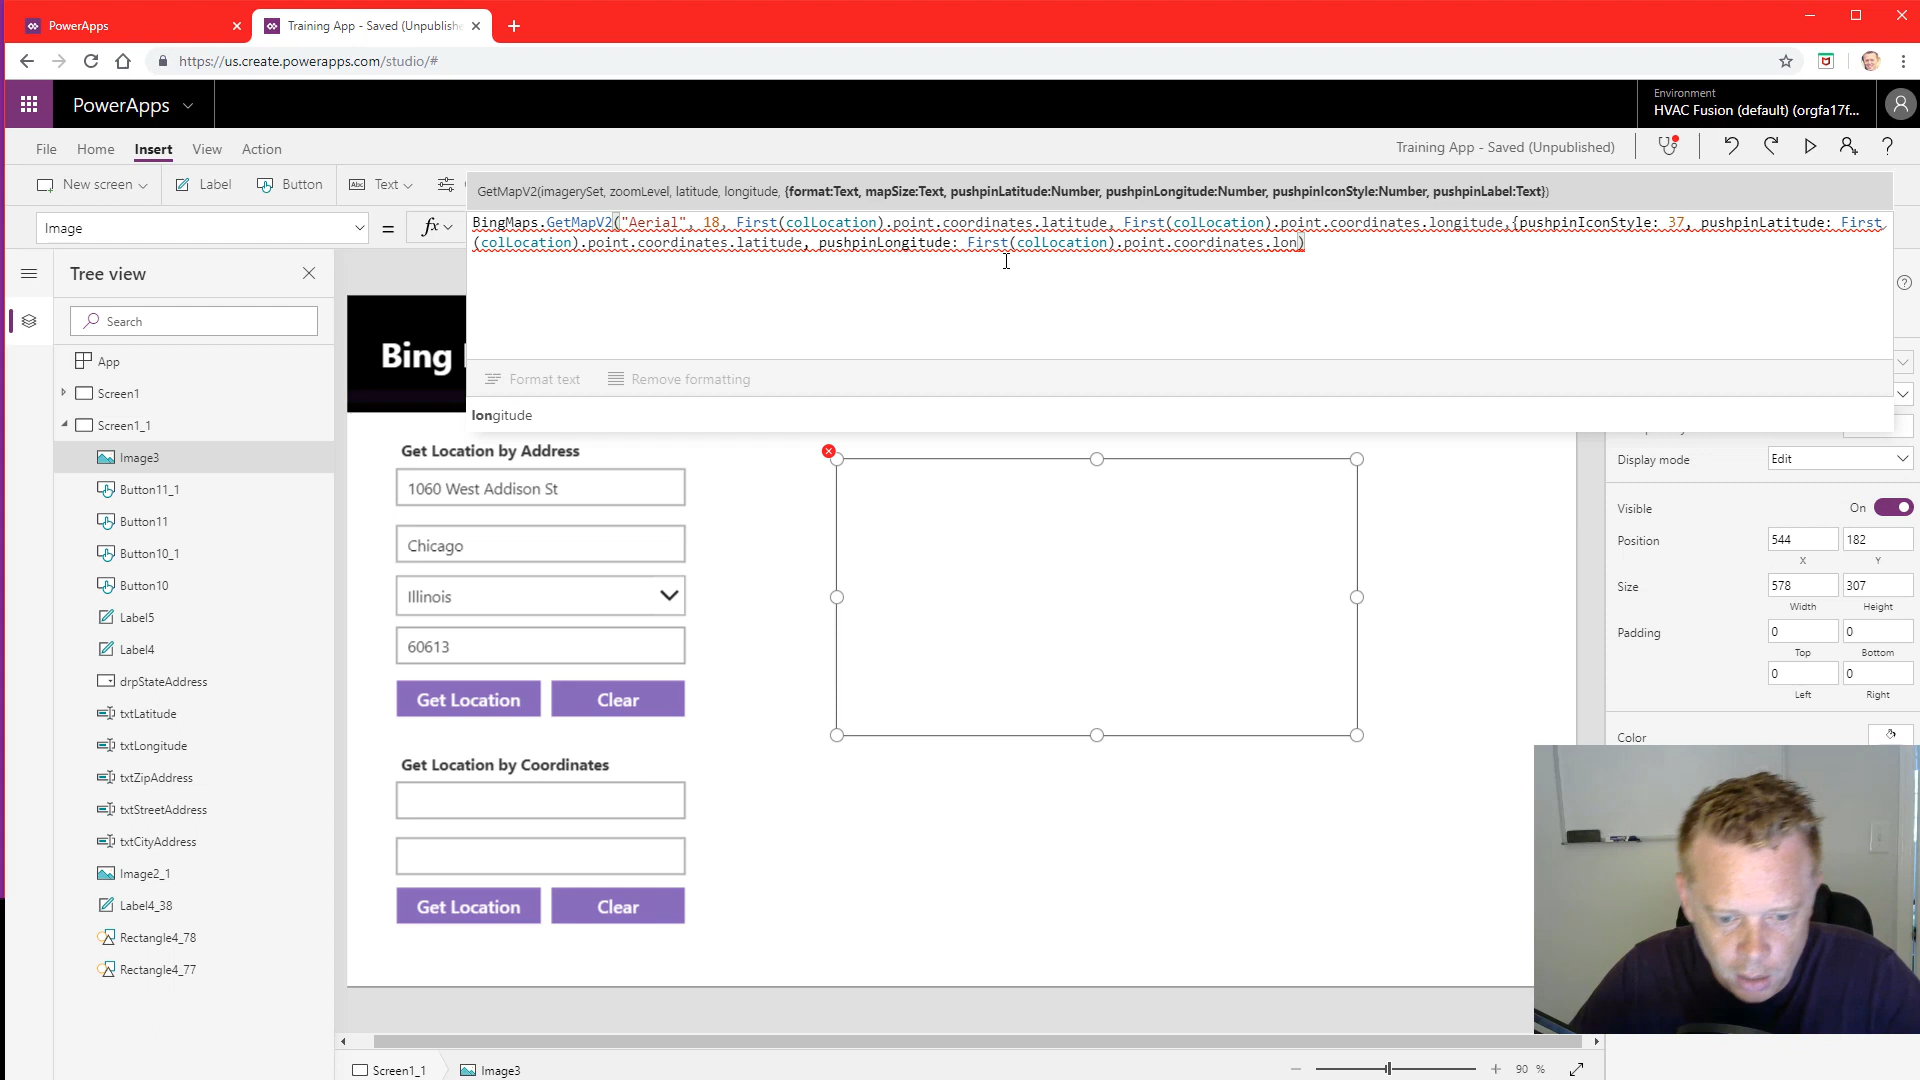 PowerApps
Training App - Saved (Unpublishe
https://us.create.powerapps.com/studio/#
PowerApps
Environment
HVAC Fusion (default) (orgfa17f...
File Home Insert View Action
Training App - Saved (Unpublished)
New screen Label Button Text
GetMapV2(imagerySet, zoomLevel, latitude, longitude, {format:Text, mapSize:Text, pushpinLatitude:Number, pushpinLongitude:Number, pushpinIconStyle:Number, pushpinLabel:Text})
Image = fx
BingMaps.GetMapV2("Aerial", 18, First(colLocation).point.coordinates.latitude, First(colLocation).point.coordinates.longitude,{pushpinIconStyle: 37, pushpinLatitude: First
(colLocation).point.coordinates.latitude, pushpinLongitude: First(colLocation).point.coordinates.lon)
Format text Remove formatting
longitude
Tree view
Search
App
Screen1
Screen1_1
Image3
Button11_1
Button11
Button10_1
Button10
Label5
Label4
drpStateAddress
txtLatitude
txtLongitude
txtZipAddress
txtStreetAddress
txtCityAddress
Image2_1
Label4_38
Rectangle4_78
Rectangle4_77
Bing
Get Location by Address
1060 West Addison St
Chicago
Illinois
60613
Get Location Clear
Get Location by Coordinates
Get Location Clear
Display mode Edit
Visible On
Position 544 182
X Y
Size 578 307
Width Height
Padding 0 0
Top Bottom
0 0
Left Right
Color
Screen1_1 Image3
90 %